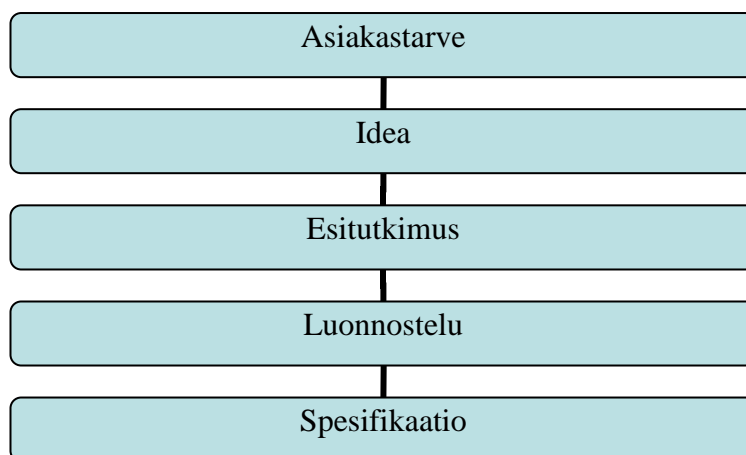 Asiakastarve
Idea
Esitutkimus
Luonnostelu
Spesifikaatio